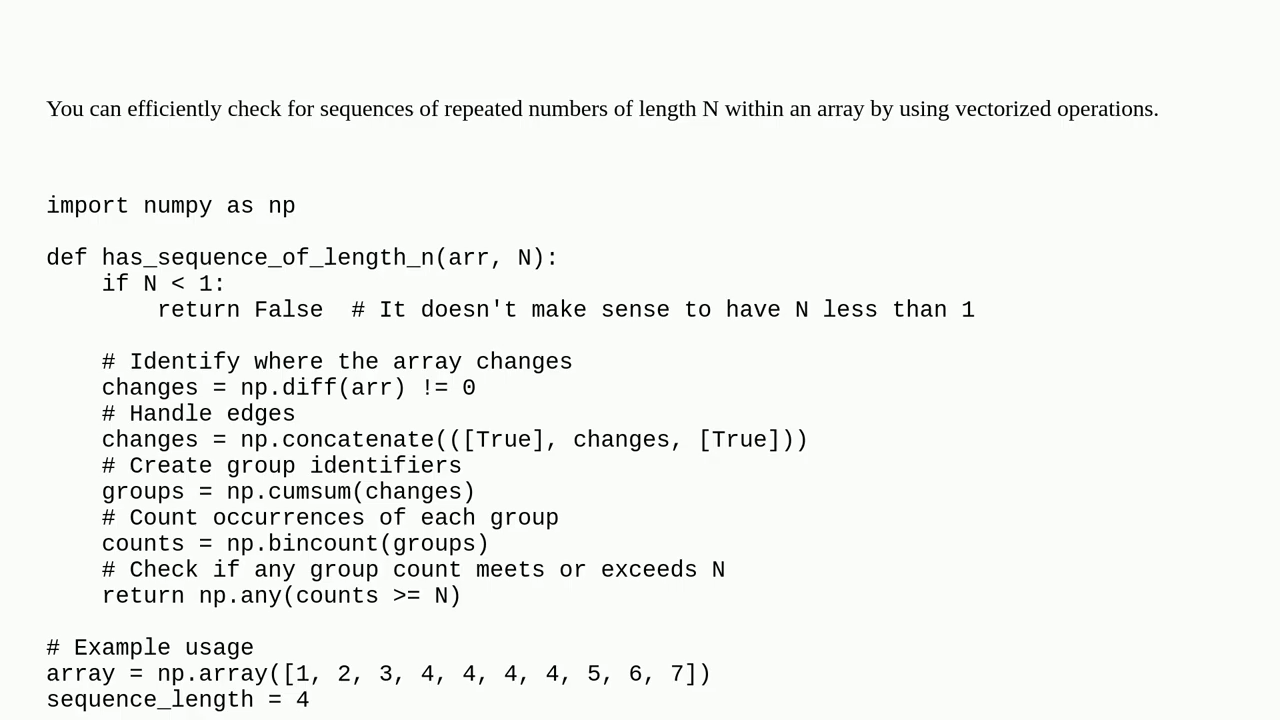 You can efficiently check for sequences of repeated numbers of length N within an array by using vectorized operations.
import numpy as np
def has_sequence_of_length_n(arr, N):
    if N < 1:
        return False  # It doesn't make sense to have N less than 1
    # Identify where the array changes
    changes = np.diff(arr) != 0
    # Handle edges
    changes = np.concatenate(([True], changes, [True]))
    # Create group identifiers
    groups = np.cumsum(changes)
    # Count occurrences of each group
    counts = np.bincount(groups)
    # Check if any group count meets or exceeds N
    return np.any(counts >= N)
# Example usage
array = np.array([1, 2, 3, 4, 4, 4, 4, 5, 6, 7])
sequence_length = 4